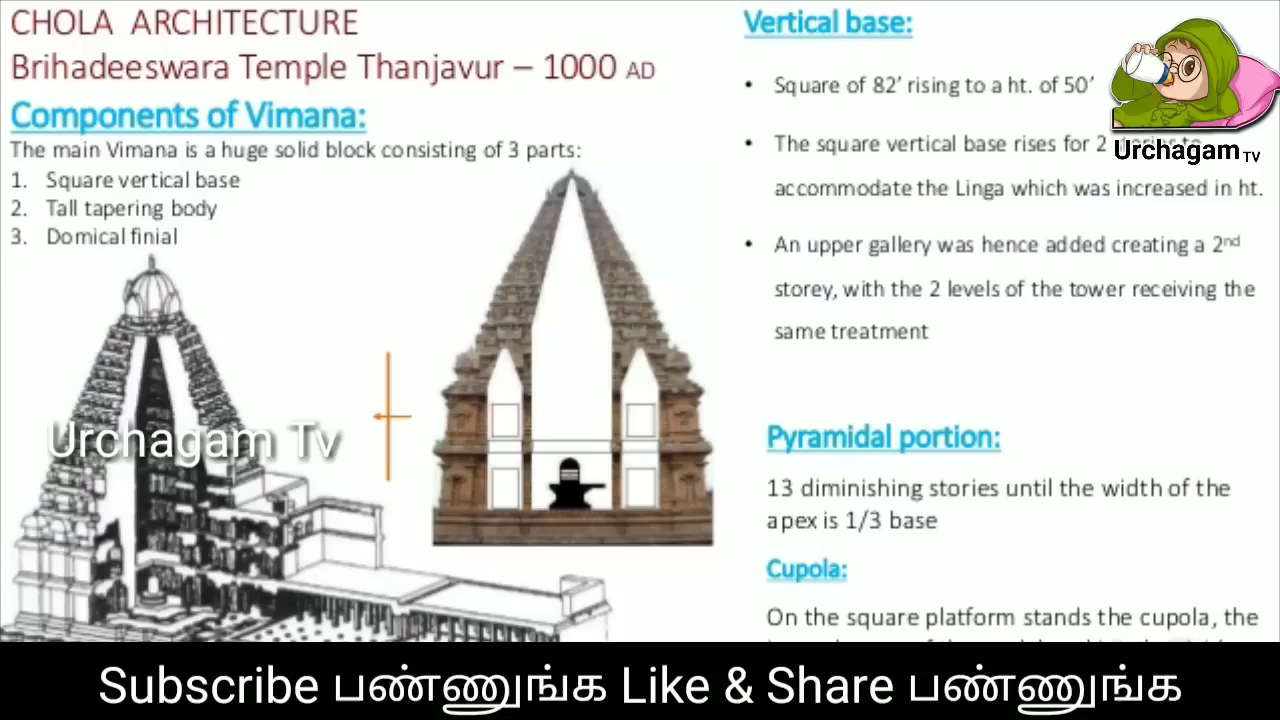 CHOLA ARCHITECTURE
Brihadeeswara Temple Thanjavur – 1000 AD
Components of Vimana:
The main Vimana is a huge solid block consisting of 3 parts:
1. Square vertical base
2. Tall tapering body
3. Domical finial
Urchagam Tv
Vertical base:
• Square of 82’ rising to a ht. of 50’
• The square vertical base rises for 2 to
accommodate the Linga which was increased in ht.
• An upper gallery was hence added creating a 2nd
storey, with the 2 levels of the tower receiving the
same treatment
Pyramidal portion:
13 diminishing stories until the width of the
apex is 1/3 base
Cupola:
On the square platform stands the cupola, the
Urchagam TV
Subscribe பண்ணுங்க Like & Share பண்ணுங்க